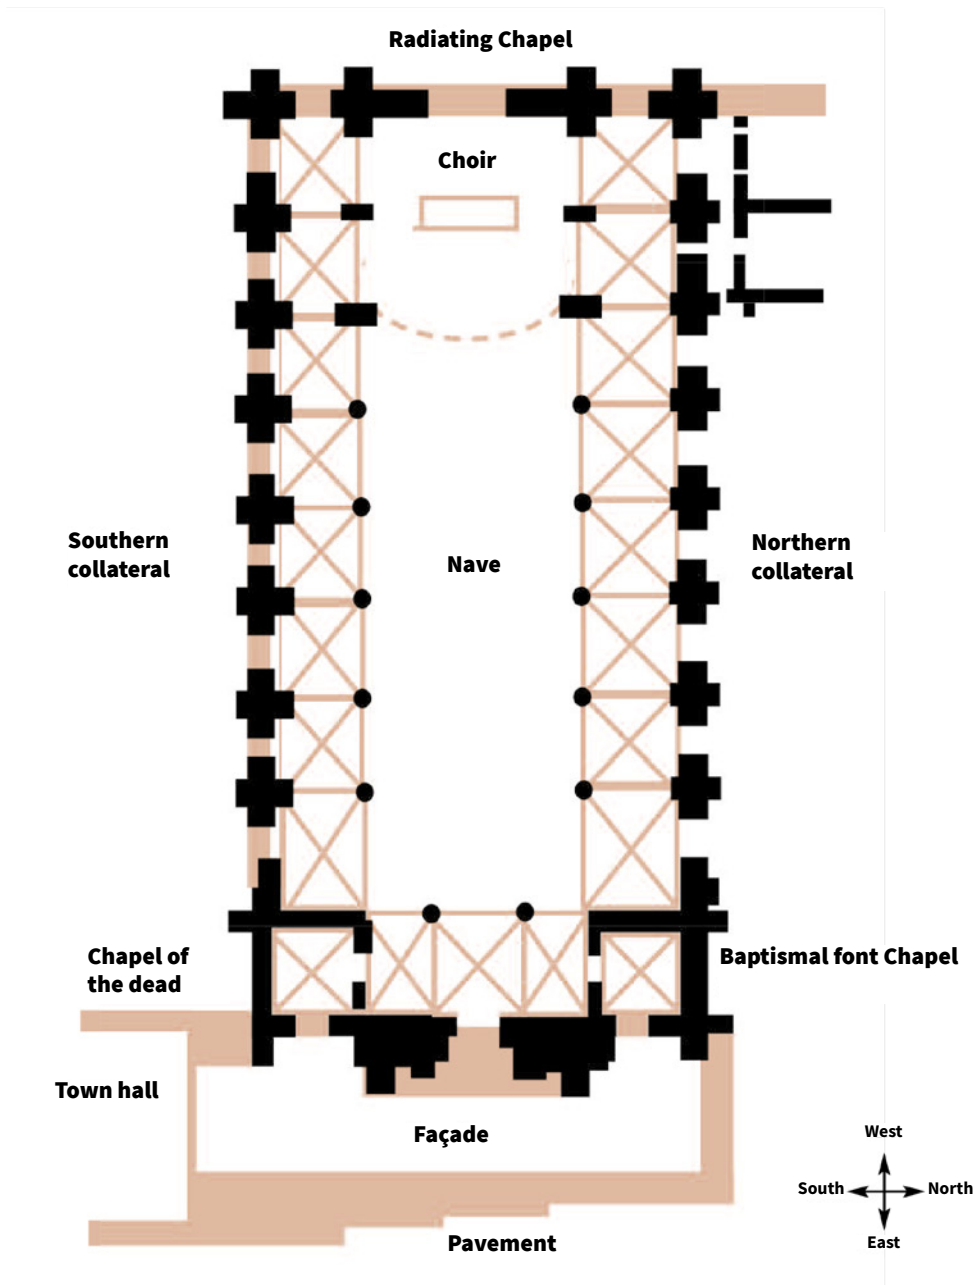 Radiating Chapel
Choir
Southern
collateral
Nave
Northern
collateral
Chapel of
the dead
Baptismal font Chapel
Town hall
Façade
West
South
North
East
Pavement